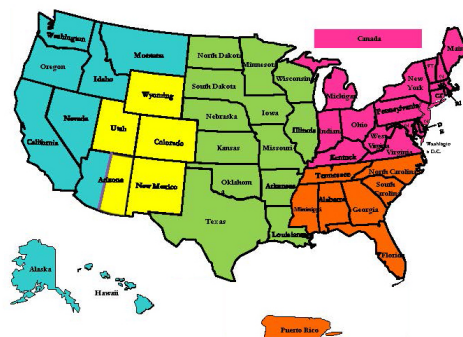 Washington
Montana
North Dakota
Minnesota
Canada
Main
Oregon
Idaho
Wyoming
South Dakota
Wisconsin
Michigan
New
York
Nevada
Utah
Colorado
Nebraska
Iowa
Illinois
Indiana
Ohio
Pennsylvania
California
Kansas
Missouri
West
Virginia
Virginia
Washington
D.C.
Kentucky
Arizona
New Mexico
Oklahom
Arkansas
Tennessee
North Carolina
South
Carolina
Texas
Louisiana
Mississippi
Alabama
Georgia
Florida
Alaska
Hawaii
Puerto Rico